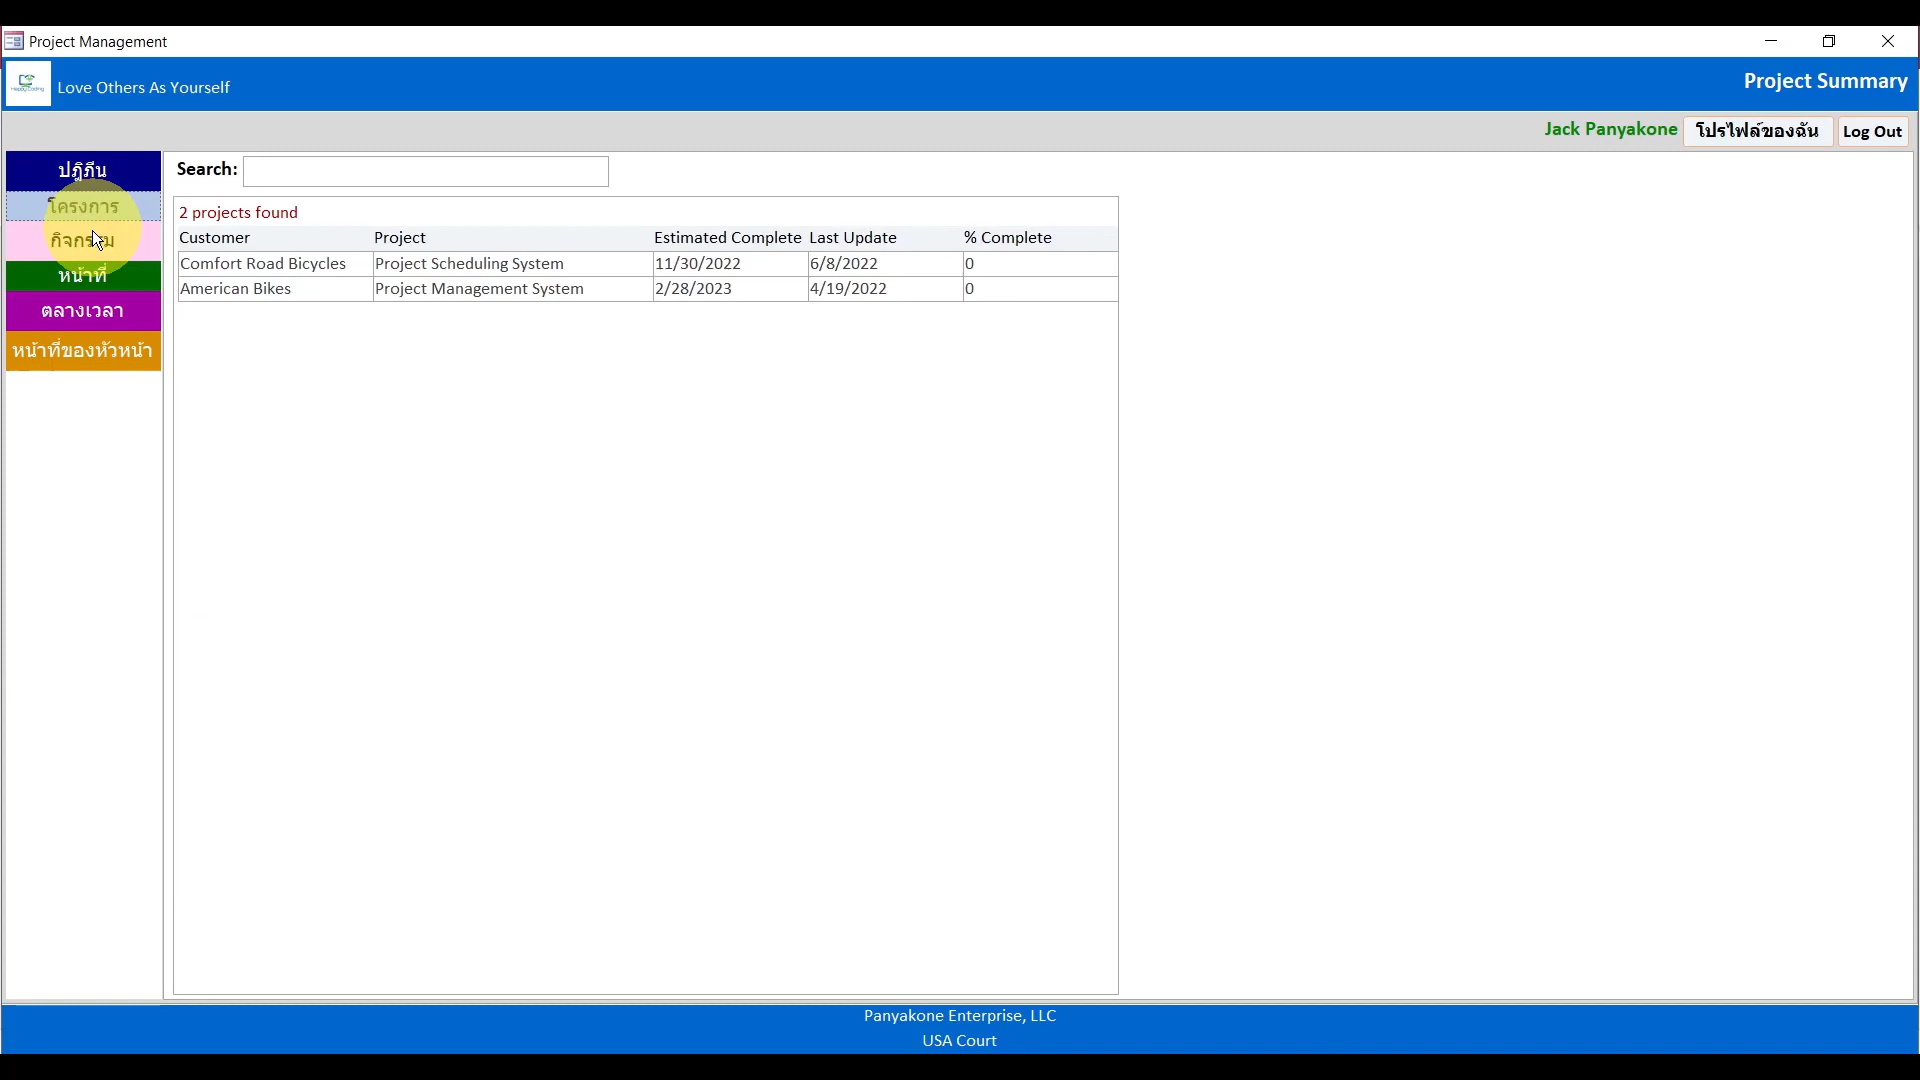 Project Management
Happy Coding
Love Others As Yourself
Project Summary
Jack Panyakone
โปรไฟล์ของฉัน
Log Out
ปฏิทิน
โครงการ
กิจกรรม
หน้าที่
ตลางเวลา
หน้าที่ของหัวหน้า
Search:
2 projects found
Customer Project Estimated Complete Last Update % Complete
Comfort Road Bicycles Project Scheduling System 11/30/2022 6/8/2022 0
American Bikes Project Management System 2/28/2023 4/19/2022 0
Panyakone Enterprise, LLC
USA Court